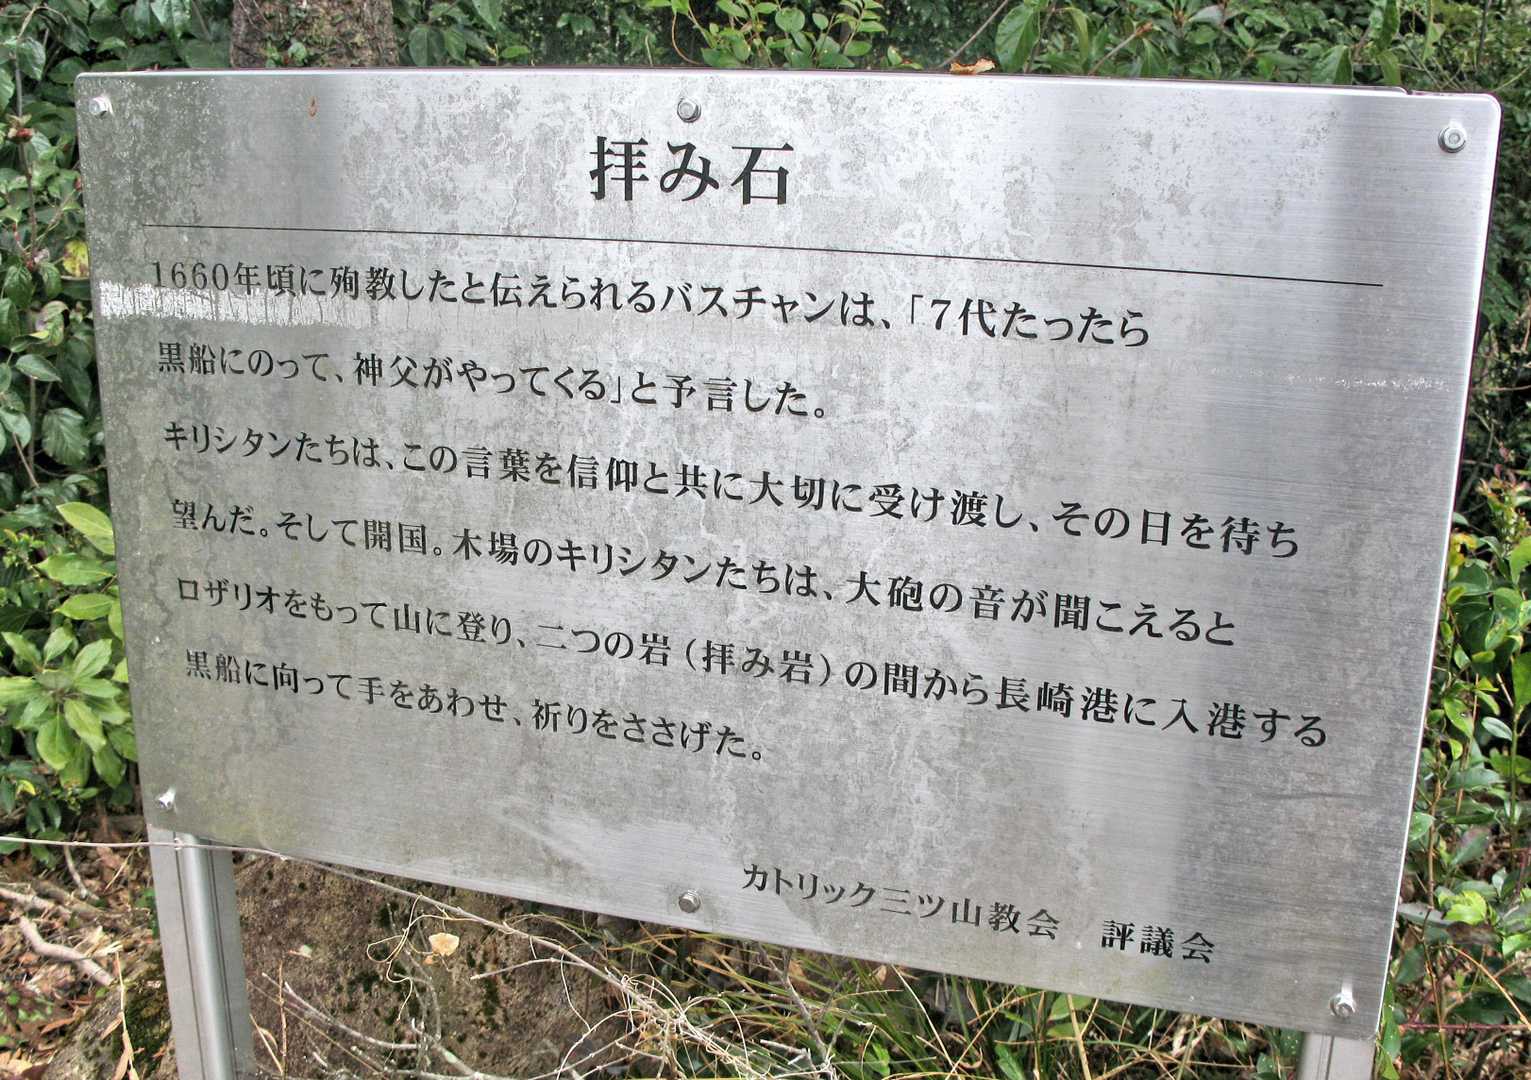 拝み石
1660年頃に殉教したと伝えられるバスチャンは、「7代たったら
黒船にのって、神父がやってくる」と予言した。
キリシタンたちは、この言葉を信仰と共に大切に受け渡し、その日を待ち
望んだ。そして開国。木場のキリシタンたちは、大砲の音が聞こえると
ロザリオをもって山に登り、二つの岩（拝み岩）の間から長崎港に入港する
黒船に向って手をあわせ、祈りをささげた。
カトリック三ツ山教会　評議会